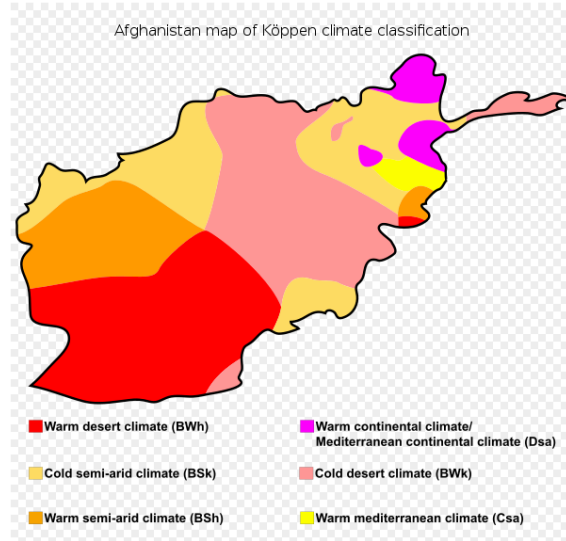 Afghanistan map of Köppen climate classification
Warm desert climate (BWh)
Warm continental climate/
Mediterranean continental climate (Dsa)
Cold semi-arid climate (BSk)
Cold desert climate (BWk)
Warm semi-arid climate (BSh)
Warm mediterranean climate (Csa)